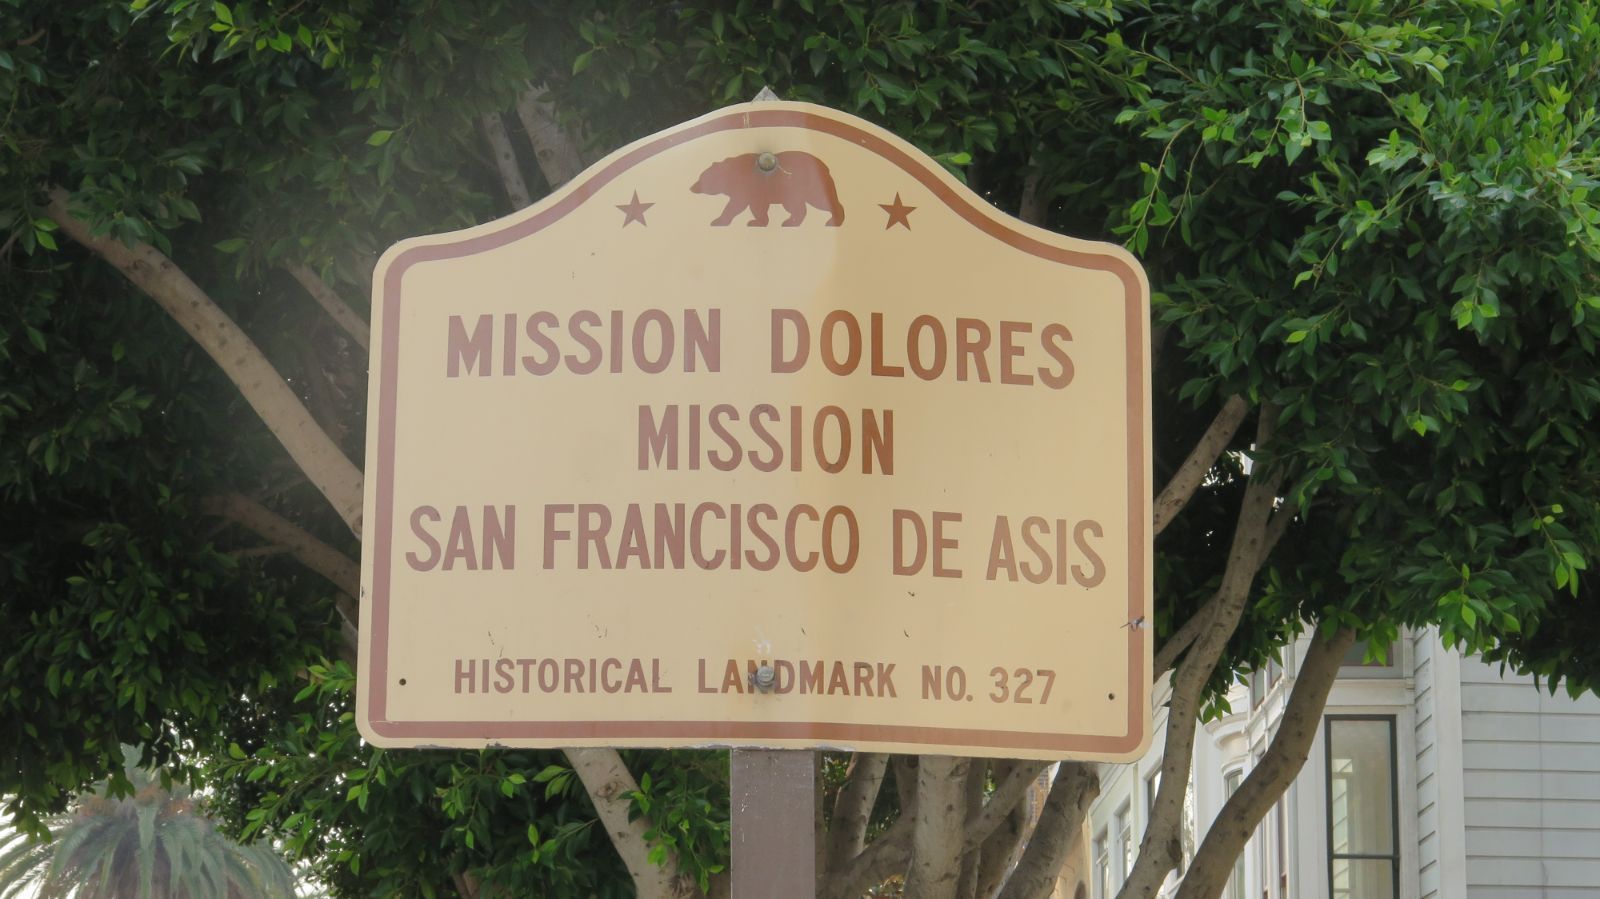 MISSION DOLORES
MISSION
SAN FRANCISCO DE ASIS
HISTORICAL LANDMARK NO. 327